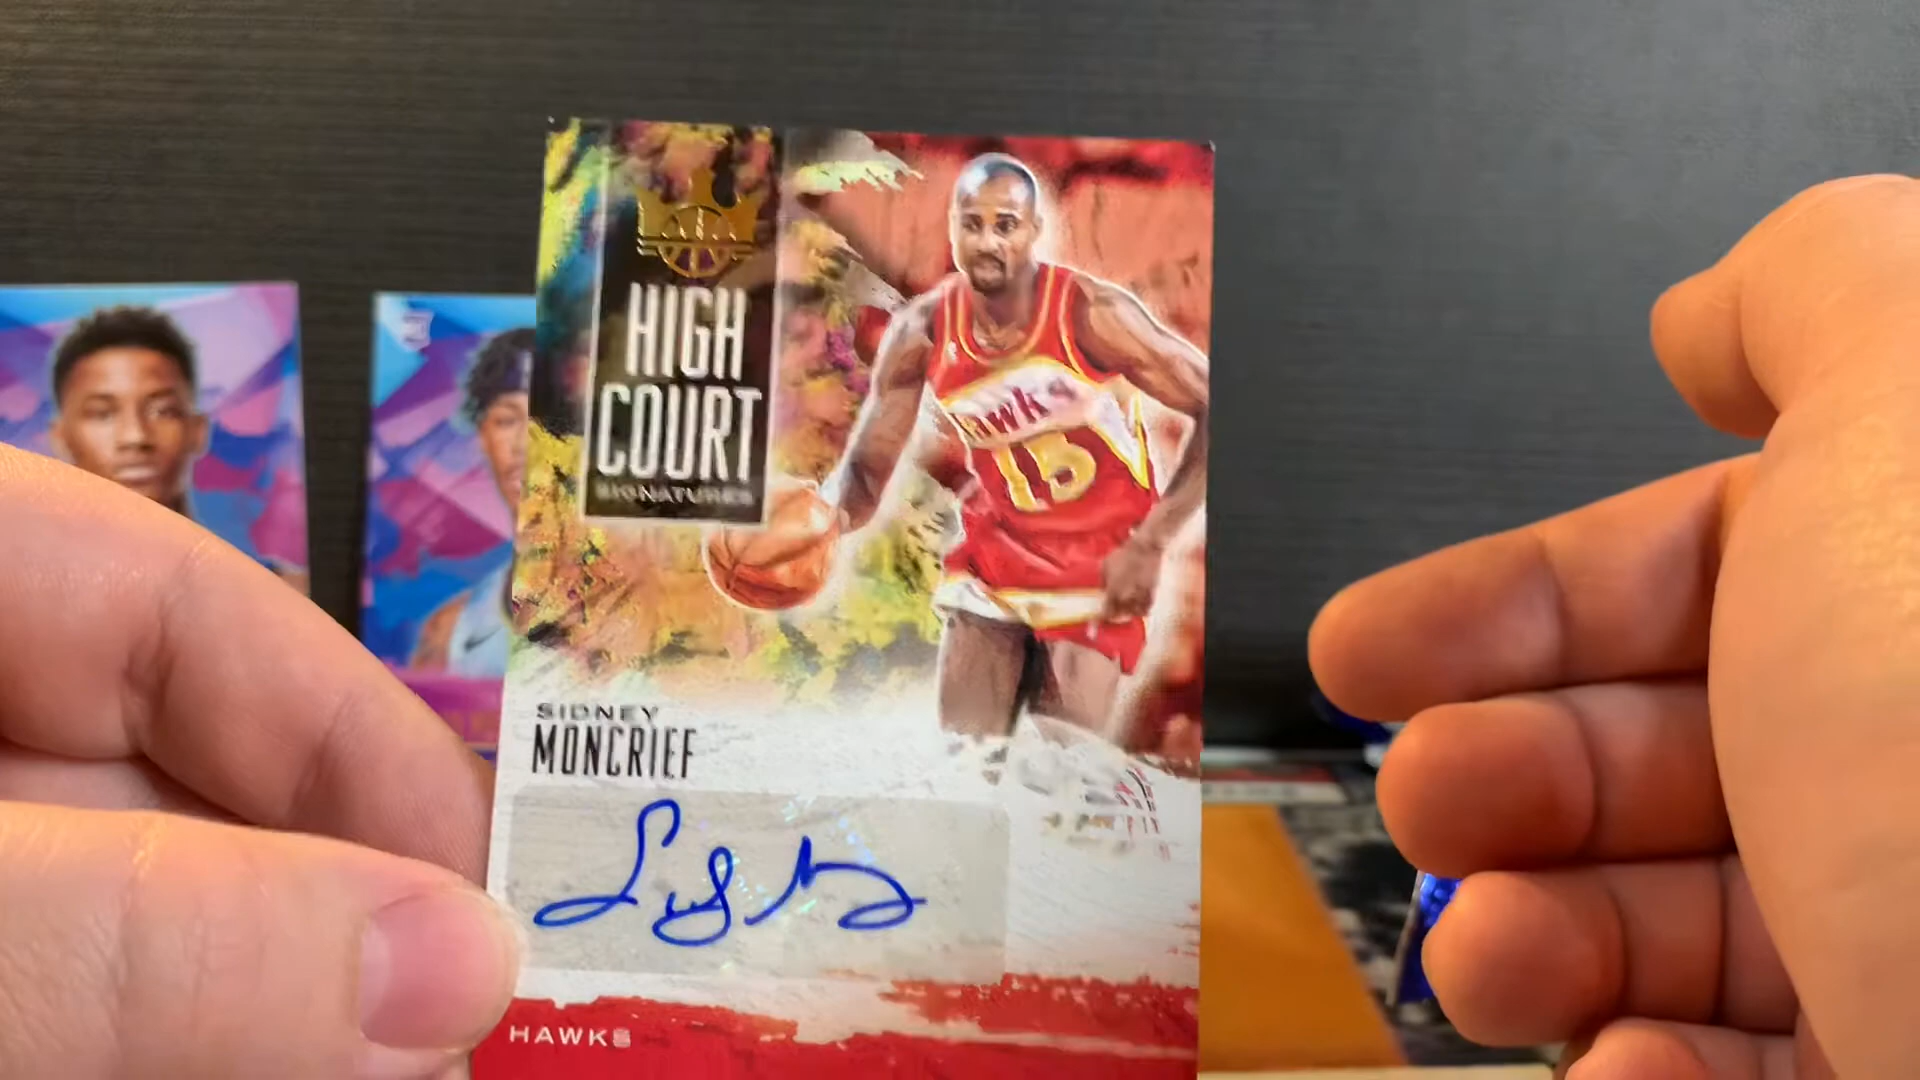 HIGH
COURT
SIGNATURES
Hawks
15
SIDNEY
MONCRIEF
HAWKS